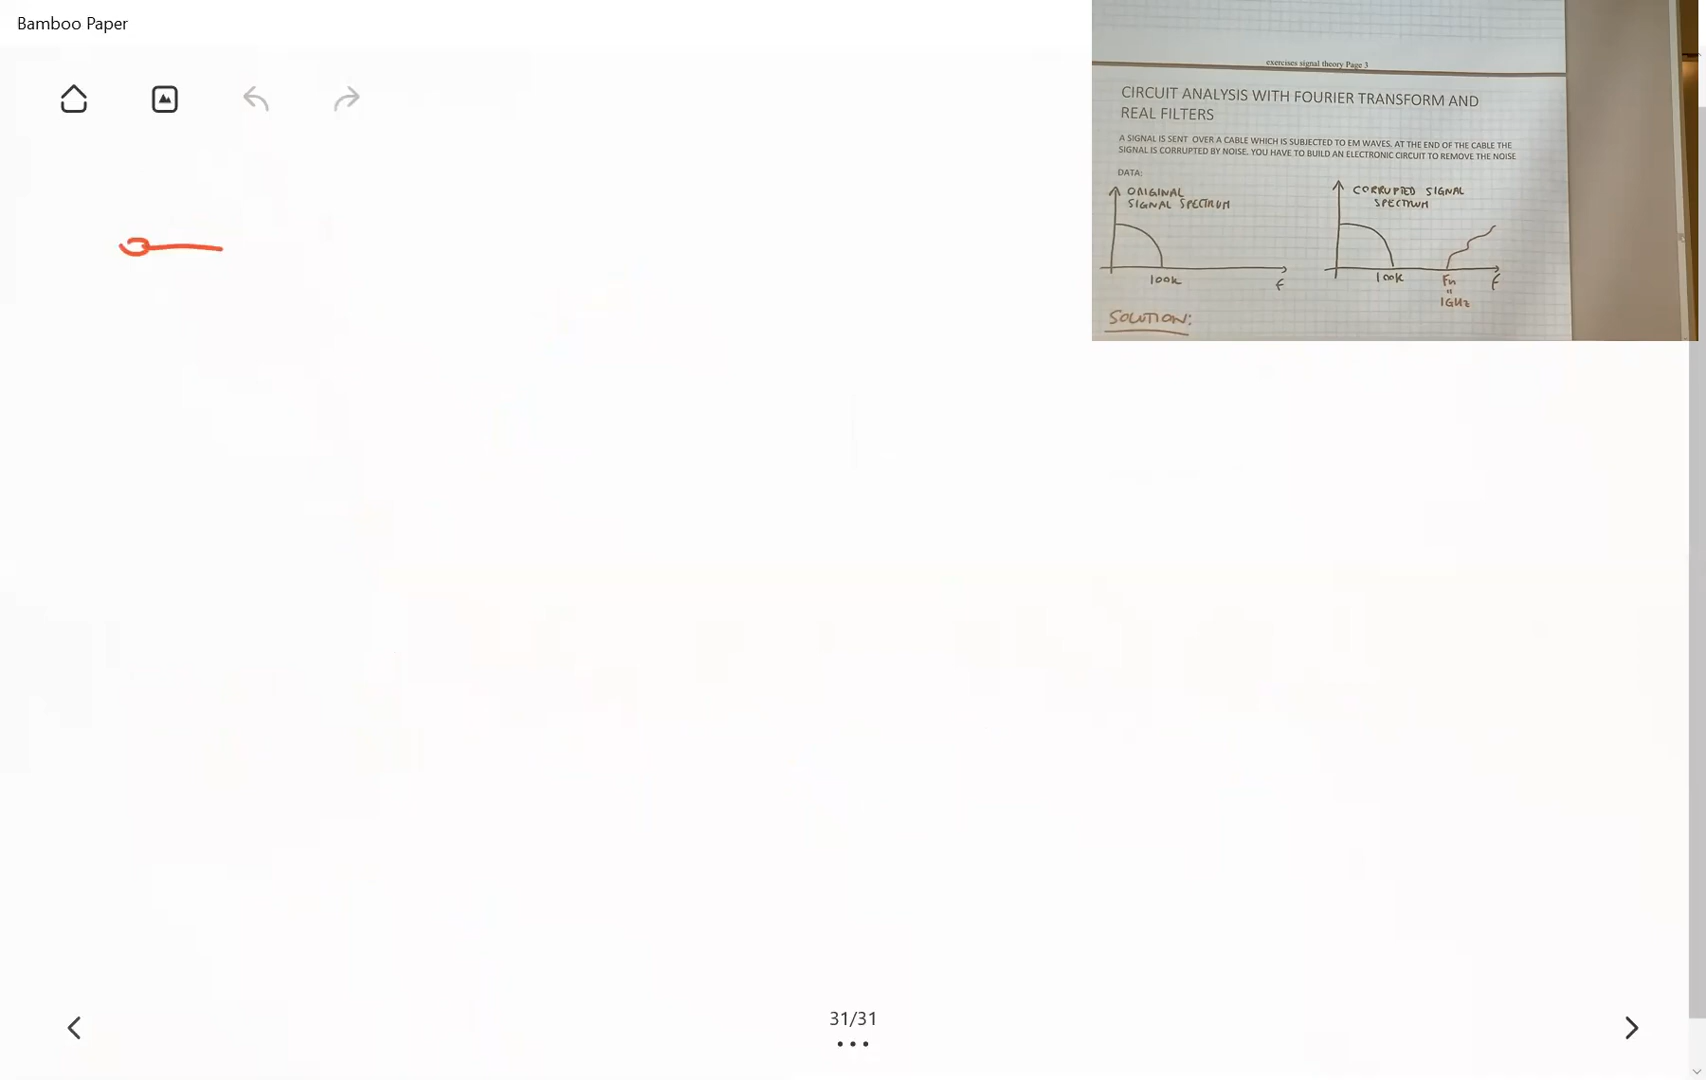 Bamboo Paper
exercises signal theory Page 3
CIRCUIT ANALYSIS WITH FOURIER TRANSFORM AND
REAL FILTERS
A SIGNAL IS SENT OVER A CABLE WHICH IS SUBJECTED TO EM WAVES. AT THE END OF THE CABLE THE
SIGNAL IS CORRUPTED BY NOISE. YOU HAVE TO BUILD AN ELECTRONIC CIRCUIT TO REMOVE THE NOISE
DATA:
ORIGINAL
SIGNAL SPECTRUM
100K
F
CORRUPTED SIGNAL
SPECTRUM
100K
Fn
=
1GHz
F
SOLUTION:
31/31